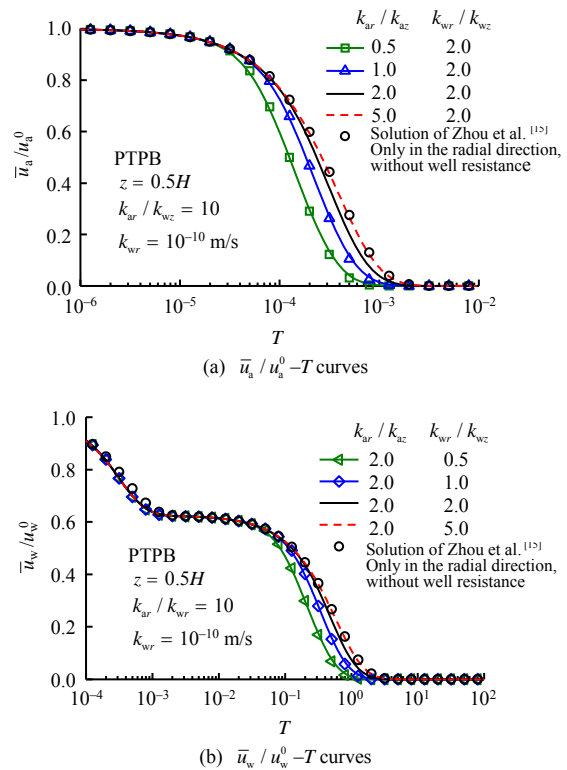 1.0
0.8
0.6
0.4
0.2
0.0
ū_a/u_a^0
k_ar / k_az k_wr / k_wz
0.5 2.0
1.0 2.0
2.0 2.0
5.0 2.0
Solution of Zhou et al. [15]
Only in the radial direction,
without well resistance
PTPB
z = 0.5H
k_ar / k_wz = 10
k_wr = 10^−10 m/s
10^−6 10^−5 10^−4 10^−3 10^−2
T
(a) ū_a / u_a^0 –T curves
1.0
0.8
0.6
0.4
0.2
0.0
ū_w/u_w^0
k_ar / k_az k_wr / k_wz
2.0 0.5
2.0 1.0
2.0 2.0
2.0 5.0
Solution of Zhou et al. [15]
Only in the radial direction,
without well resistance
PTPB
z = 0.5H
k_ar / k_wr = 10
k_wr = 10^−10 m/s
10^−4 10^−3 10^−2 10^−1 10^0 10^1 10^2
T
(b) ū_w / u_w^0 –T curves